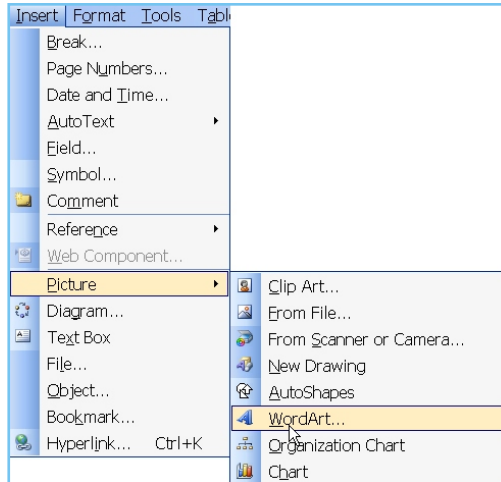 Insert Format Tools Tabl
Break...
Page Numbers...
Date and Time...
AutoText
Field...
Symbol...
Comment
Reference
Web Component...
Picture
Diagram...
Text Box
File...
Object...
Bookmark...
Hyperlink... Ctrl+K
Clip Art...
From File...
From Scanner or Camera...
New Drawing
AutoShapes
WordArt...
Organization Chart
Chart